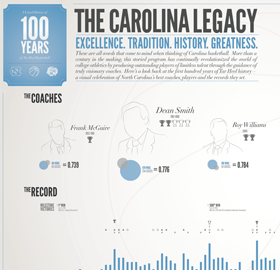 100
YEARS
THE CAROLINA LEGACY
EXCELLENCE. TRADITION. HISTORY. GREATNESS.
These are all words that come to mind when thinking of Carolina basketball. More than a
century in the making, this storied program has continually revolutionized the world of
college athletics by producing outstanding players of limitless talent through the guidance of
truly visionary coaches. Here's a look back at the first hundred years of Tar Heel history
a visual celebration of North Carolina's best coaches, players and the records they set.
THE COACHES
Frank McGuire
Dean Smith
Roy Williams
= 0.739
= 0.776
= 0.784
THE RECORD